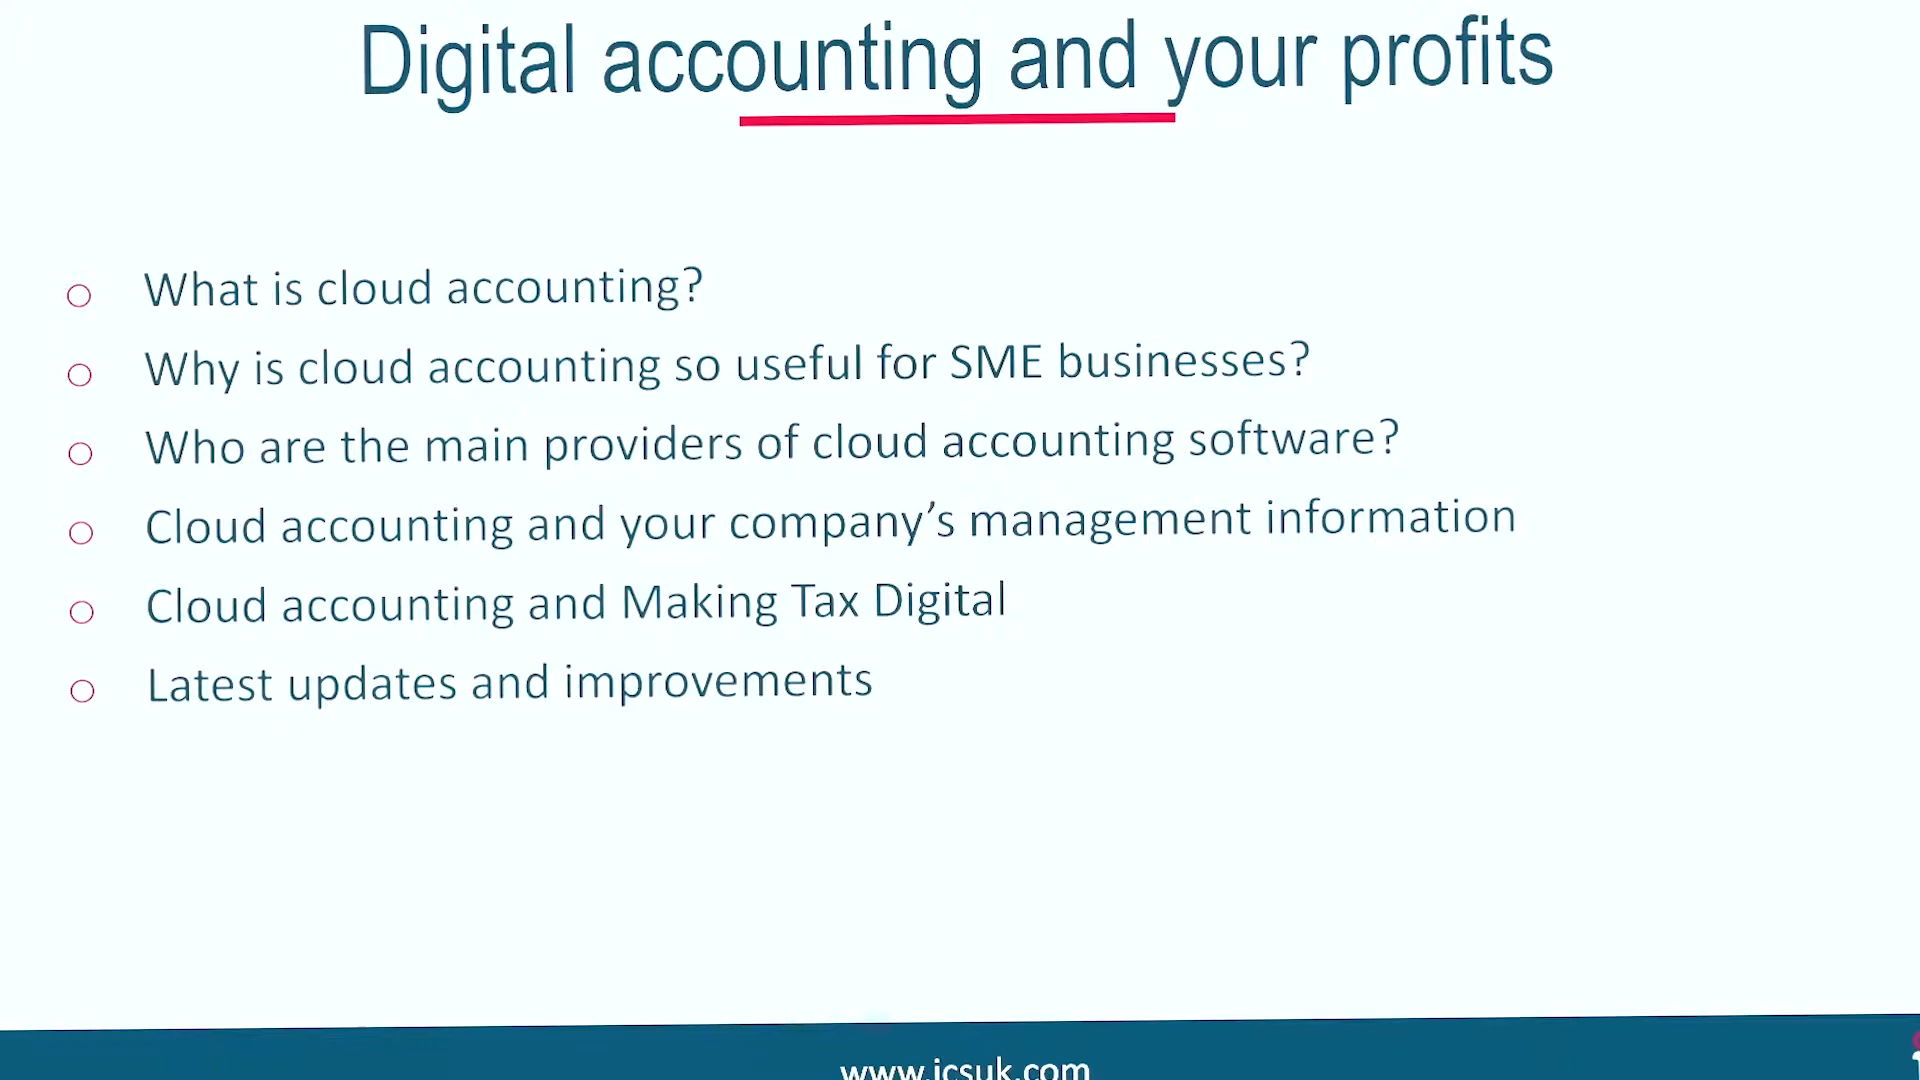 Digital accounting and your profits
What is cloud accounting?
Why is cloud accounting so useful for SME businesses?
Who are the main providers of cloud accounting software?
Cloud accounting and your company’s management information
Cloud accounting and Making Tax Digital
Latest updates and improvements
www.icsuk.com